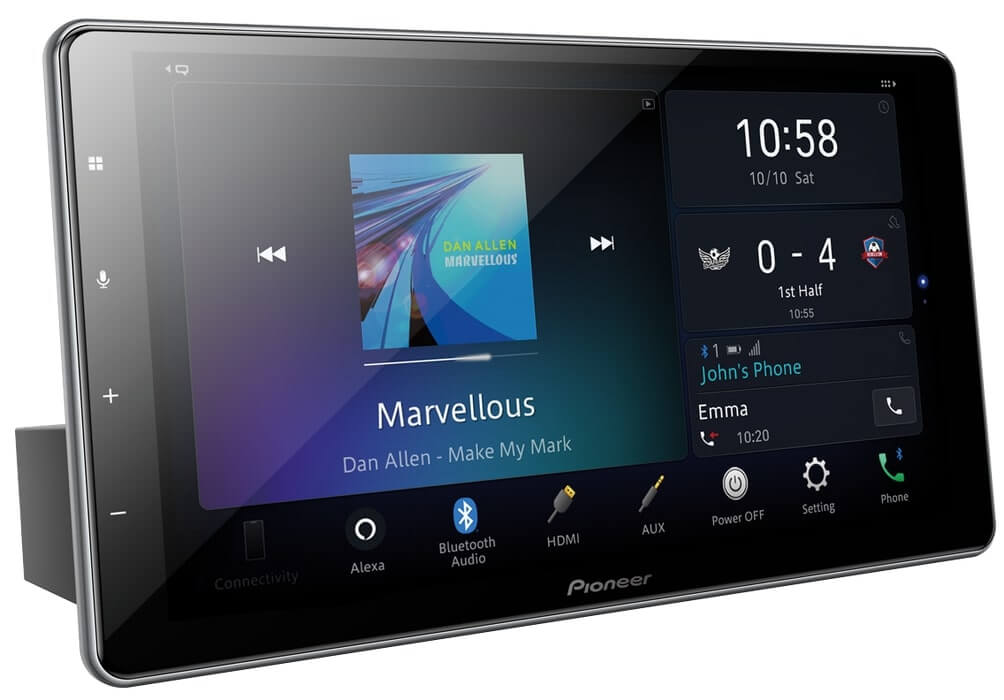 10:58
10/10 Sat
DAN ALLEN
MARVELLOUS
0 - 4
1st Half
10:55
1
John's Phone
Emma
10:20
Marvellous
Dan Allen - Make My Mark
Connectivity
Alexa
Bluetooth
Audio
HDMI
AUX
Power OFF
Setting
Phone
Pioneer